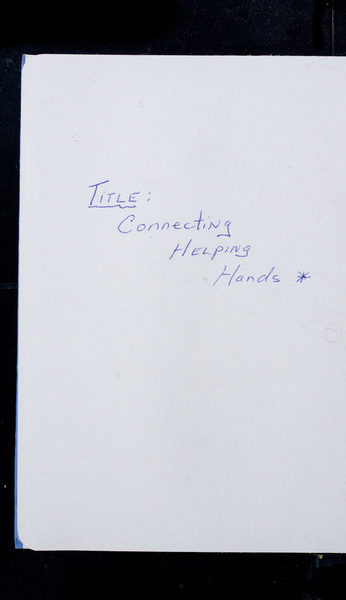 TITLE:
Connecting
HELPING
Hands *